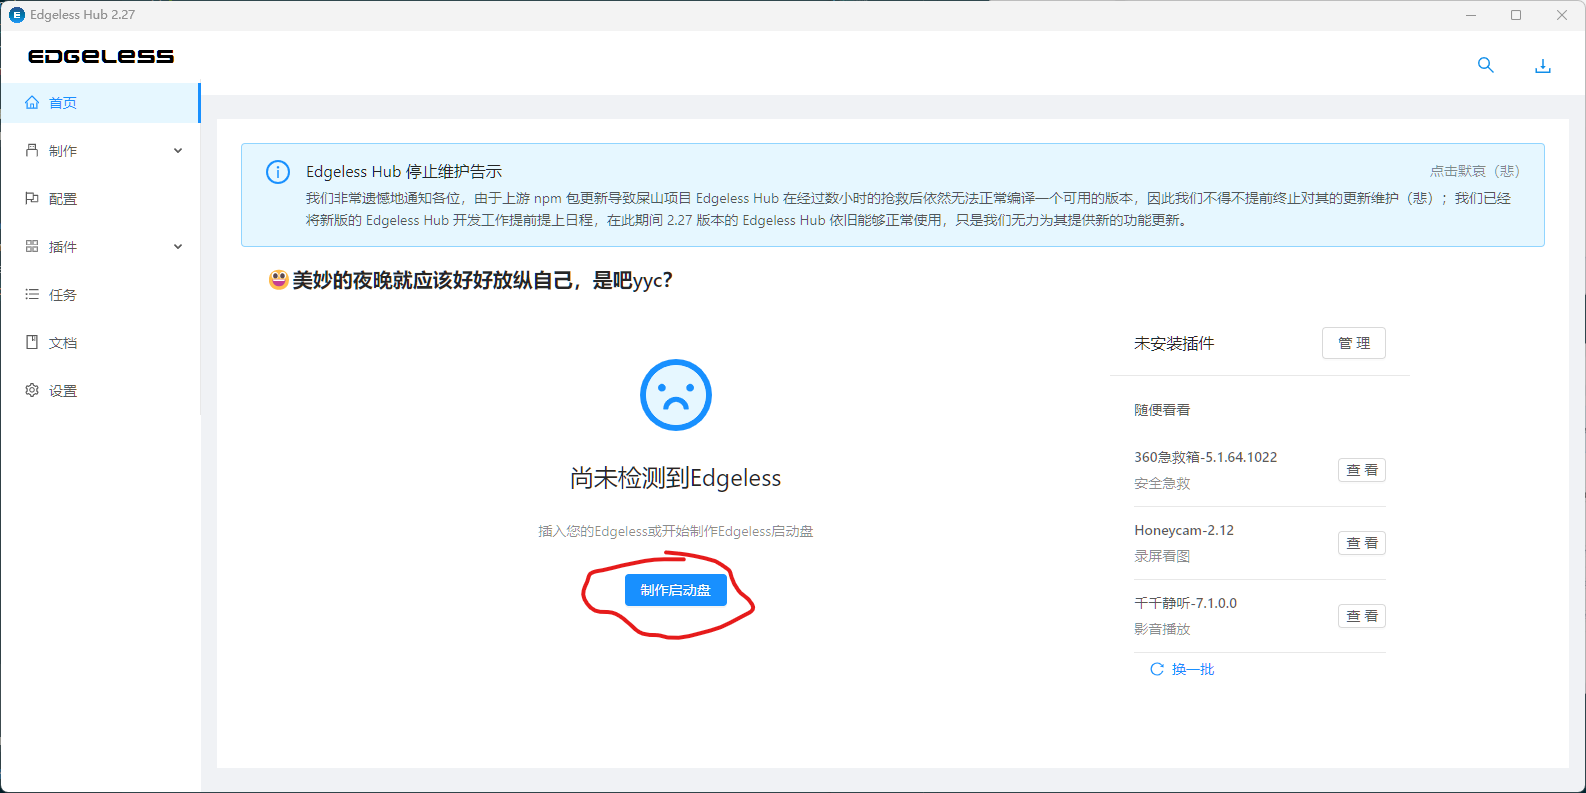 Edgeless Hub 2.27
EDGELESS
首页
制作
配置
插件
任务
文档
设置
Edgeless Hub 停止维护告示
点击默哀（悲）
我们非常遗憾地通知各位，由于上游 npm 包更新导致屎山项目 Edgeless Hub 在经过数小时的抢救后依然无法正常编译一个可用的版本，因此我们不得不提前终止对其的更新维护（悲）；我们已经
将新版的 Edgeless Hub 开发工作提前提上日程，在此期间 2.27 版本的 Edgeless Hub 依旧能够正常使用，只是我们无力为其提供新的功能更新。
😃美妙的夜晚就应该好好放纵自己，是吧yyc？
尚未检测到Edgeless
插入您的Edgeless或开始制作Edgeless启动盘
制作启动盘
未安装插件
管 理
随便看看
360急救箱-5.1.64.1022
安全急救
查 看
Honeycam-2.12
录屏看图
查 看
千千静听-7.1.0.0
影音播放
查 看
换一批